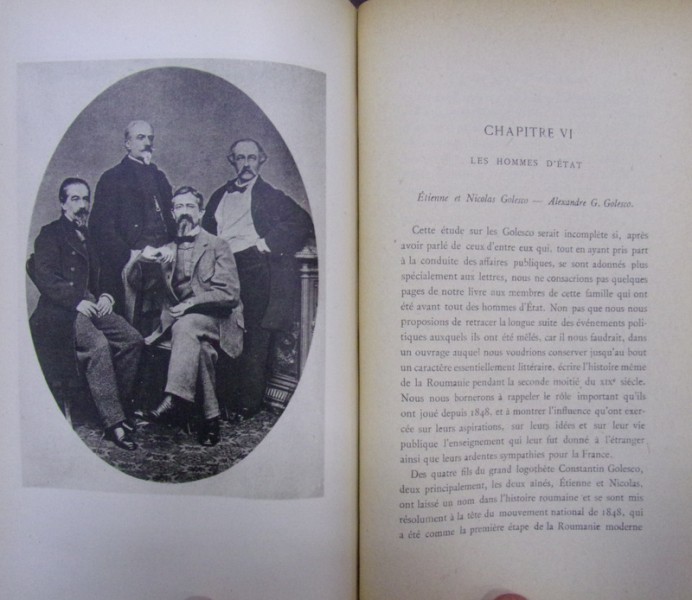 CHAPITRE VI
LES HOMMES D'ÉTAT
Étienne et Nicolas Golesco — Alexandre G. Golesco.
Cette étude sur les Golesco serait incomplète si, après
avoir parlé de ceux d'entre eux qui, tout en ayant pris part
à la conduite des affaires publiques, se sont adonnés plus
spécialement aux lettres, nous ne consacrions pas quelques
pages de notre livre aux membres de cette famille qui ont
été avant tout des hommes d'État. Non pas que nous nous
proposions de retracer la longue suite des événements poli-
tiques auxquels ils ont été mêlés, car il nous faudrait, dans
un ouvrage auquel nous voudrions conserver jusqu'au bout
un caractère essentiellement littéraire, écrire l'histoire même
de la Roumanie pendant la seconde moitié du XIXe siècle.
Nous nous bornerons à rappeler le rôle important qu'ils
ont joué depuis 1848, et à montrer l'influence qu'ont exer-
cée sur leurs aspirations, sur leurs idées et sur leur vie
publique l'enseignement qui leur fut donné à l'étranger
ainsi que leurs ardentes sympathies pour la France.
Des quatre fils du grand logothète Constantin Golesco,
deux principalement, les deux aînés, Étienne et Nicolas,
ont laissé un nom dans l'histoire roumaine et se sont mis
résolument à la tête du mouvement national de 1848, qui
a été comme la première étape de la Roumanie moderne